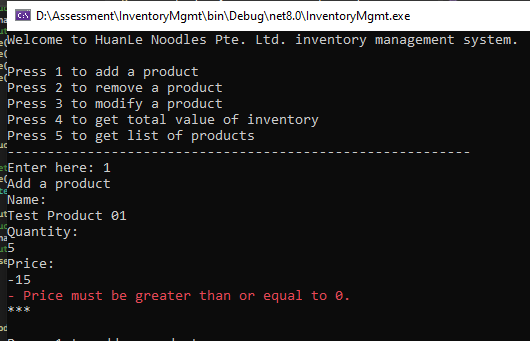 D:\Assessment\InventoryMgmt\bin\Debug\net8.0\InventoryMgmt.exe
Welcome to HuanLe Noodles Pte. Ltd. inventory management system.
Press 1 to add a product
Press 2 to remove a product
Press 3 to modify a product
Press 4 to get total value of inventory
Press 5 to get list of products
----------------------------------------------------------
Enter here: 1
Add a product
Name:
Test Product 01
Quantity:
5
Price:
-15
- Price must be greater than or equal to 0.
***